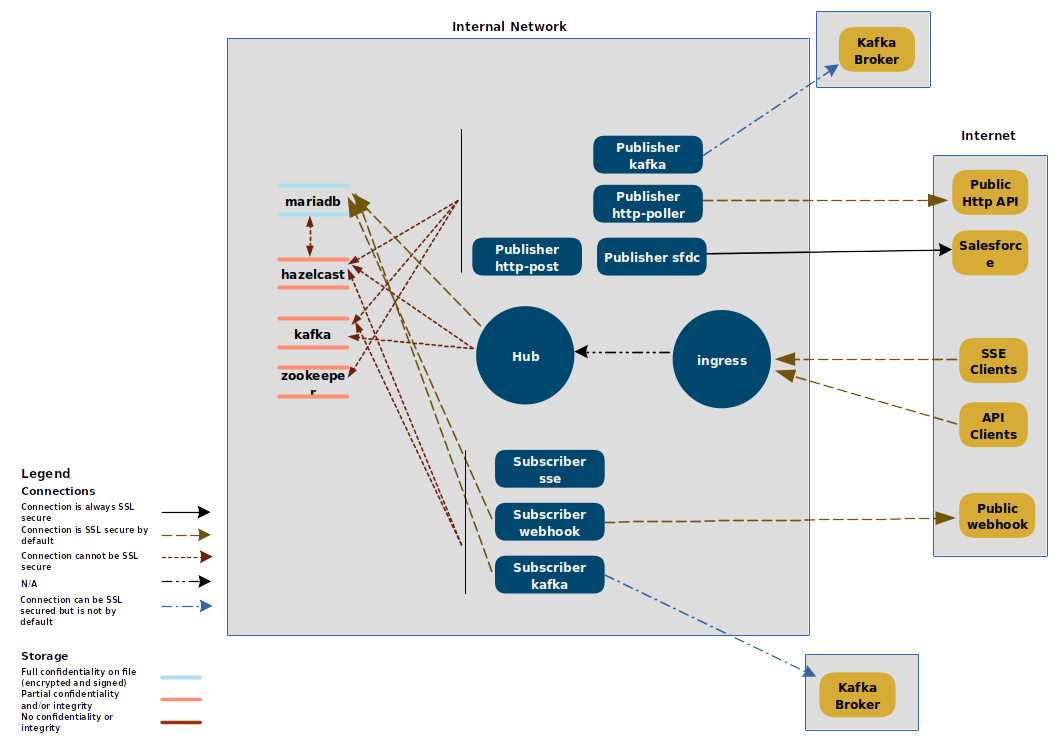 Internal Network
Kafka
Broker
Internet
Publisher
kafka
Public
Http API
mariadb
Publisher
http-poller
Publisher
http-post
Publisher sfdc
Salesforc
e
hazelcast
kafka
zookeepe
r
Hub
ingress
SSE
Clients
API
Clients
Subscriber
sse
Subscriber
webhook
Public
webhook
Subscriber
kafka
Kafka
Broker
Legend
Connections
Connection is always SSL
secure
Connection is SSL secure by
default
Connection cannot be SSL
secure
N/A
Connection can be SSL
secured but is not by
default
Storage
Full confidentiality on file
(encrypted and signed)
Partial confidentiality
and/or integrity
No confidentiality or
integrity